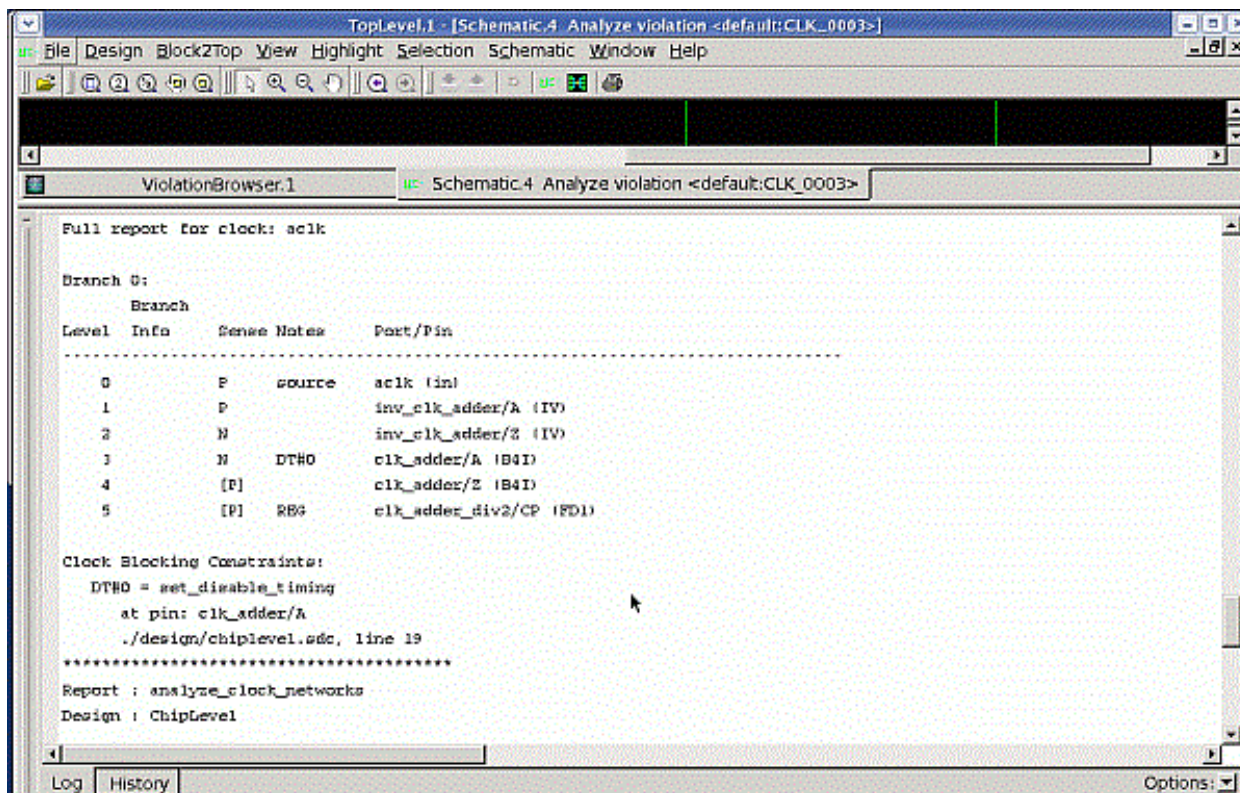 TopLevel.1 - [Schematic.4 Analyze violation <default:CLK_0003>]
File Design Block2Top View Highlight Selection Schematic Window Help
ViolationBrowser.1 Schematic.4 Analyze violation <default:CLK_0003>
Full report for clock: aclk
Branch 0:
Branch
Level Info Sense Notes Port/Pin
--------------------------------------------------------------------------------
0 P source aclk (in)
1 P inv_clk_adder/A (IV)
2 N inv_clk_adder/Z (IV)
3 N DT#0 clk_adder/A (B4I)
4 [P] clk_adder/Z (B4I)
5 [P] REG clk_adder_div2/CP (FD1)
Clock Blocking Constraints:
DT#0 = set_disable_timing
at pin: clk_adder/A
./design/chiplevel.sdc, line 19
****************************************
Report : analyze_clock_networks
Design : ChipLevel
Log History Options: